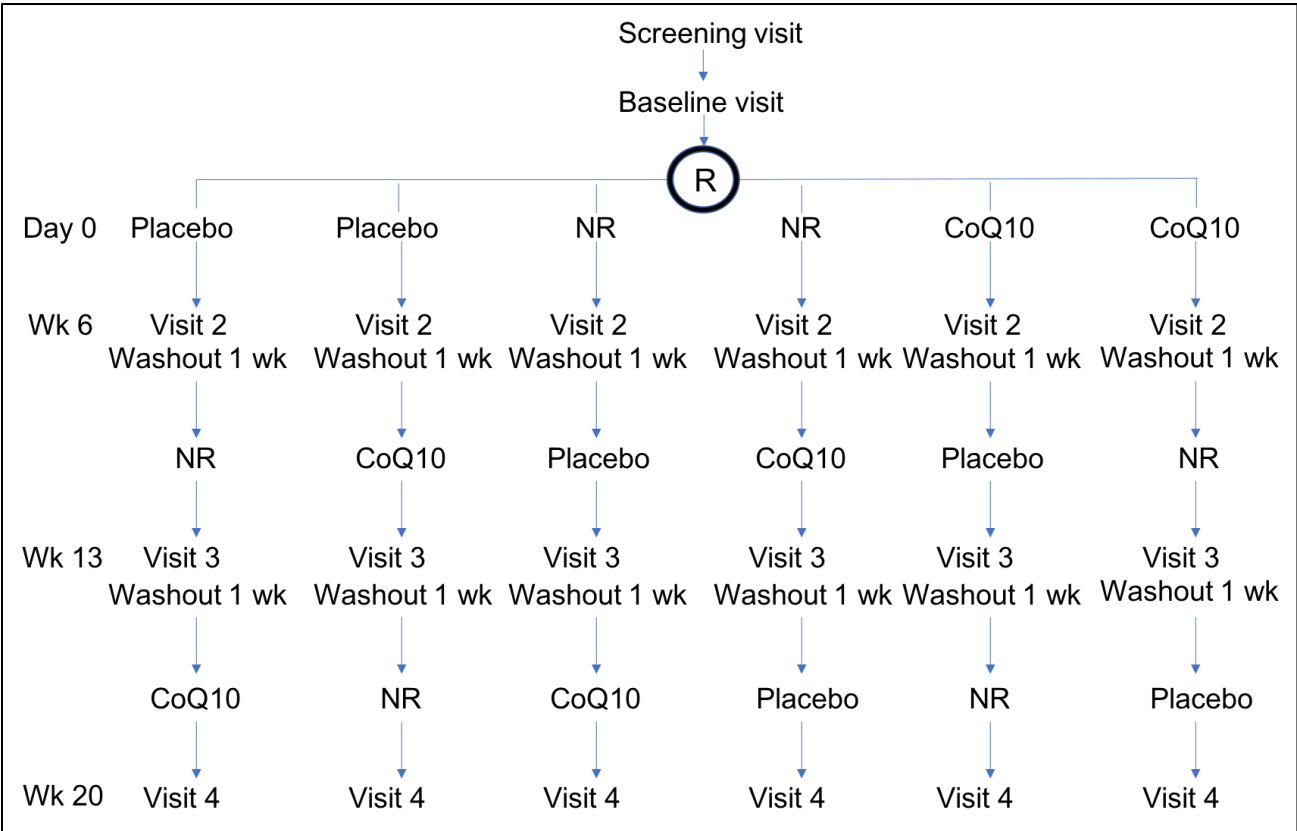 Screening visit
Baseline visit
R
Day 0 Placebo Placebo NR NR CoQ10 CoQ10
Wk 6 Visit 2 Visit 2 Visit 2 Visit 2 Visit 2 Visit 2
Washout 1 wk Washout 1 wk Washout 1 wk Washout 1 wk Washout 1 wk Washout 1 wk
NR CoQ10 Placebo CoQ10 Placebo NR
Wk 13 Visit 3 Visit 3 Visit 3 Visit 3 Visit 3 Visit 3
Washout 1 wk Washout 1 wk Washout 1 wk Washout 1 wk Washout 1 wk Washout 1 wk
CoQ10 NR CoQ10 Placebo NR Placebo
Wk 20 Visit 4 Visit 4 Visit 4 Visit 4 Visit 4 Visit 4